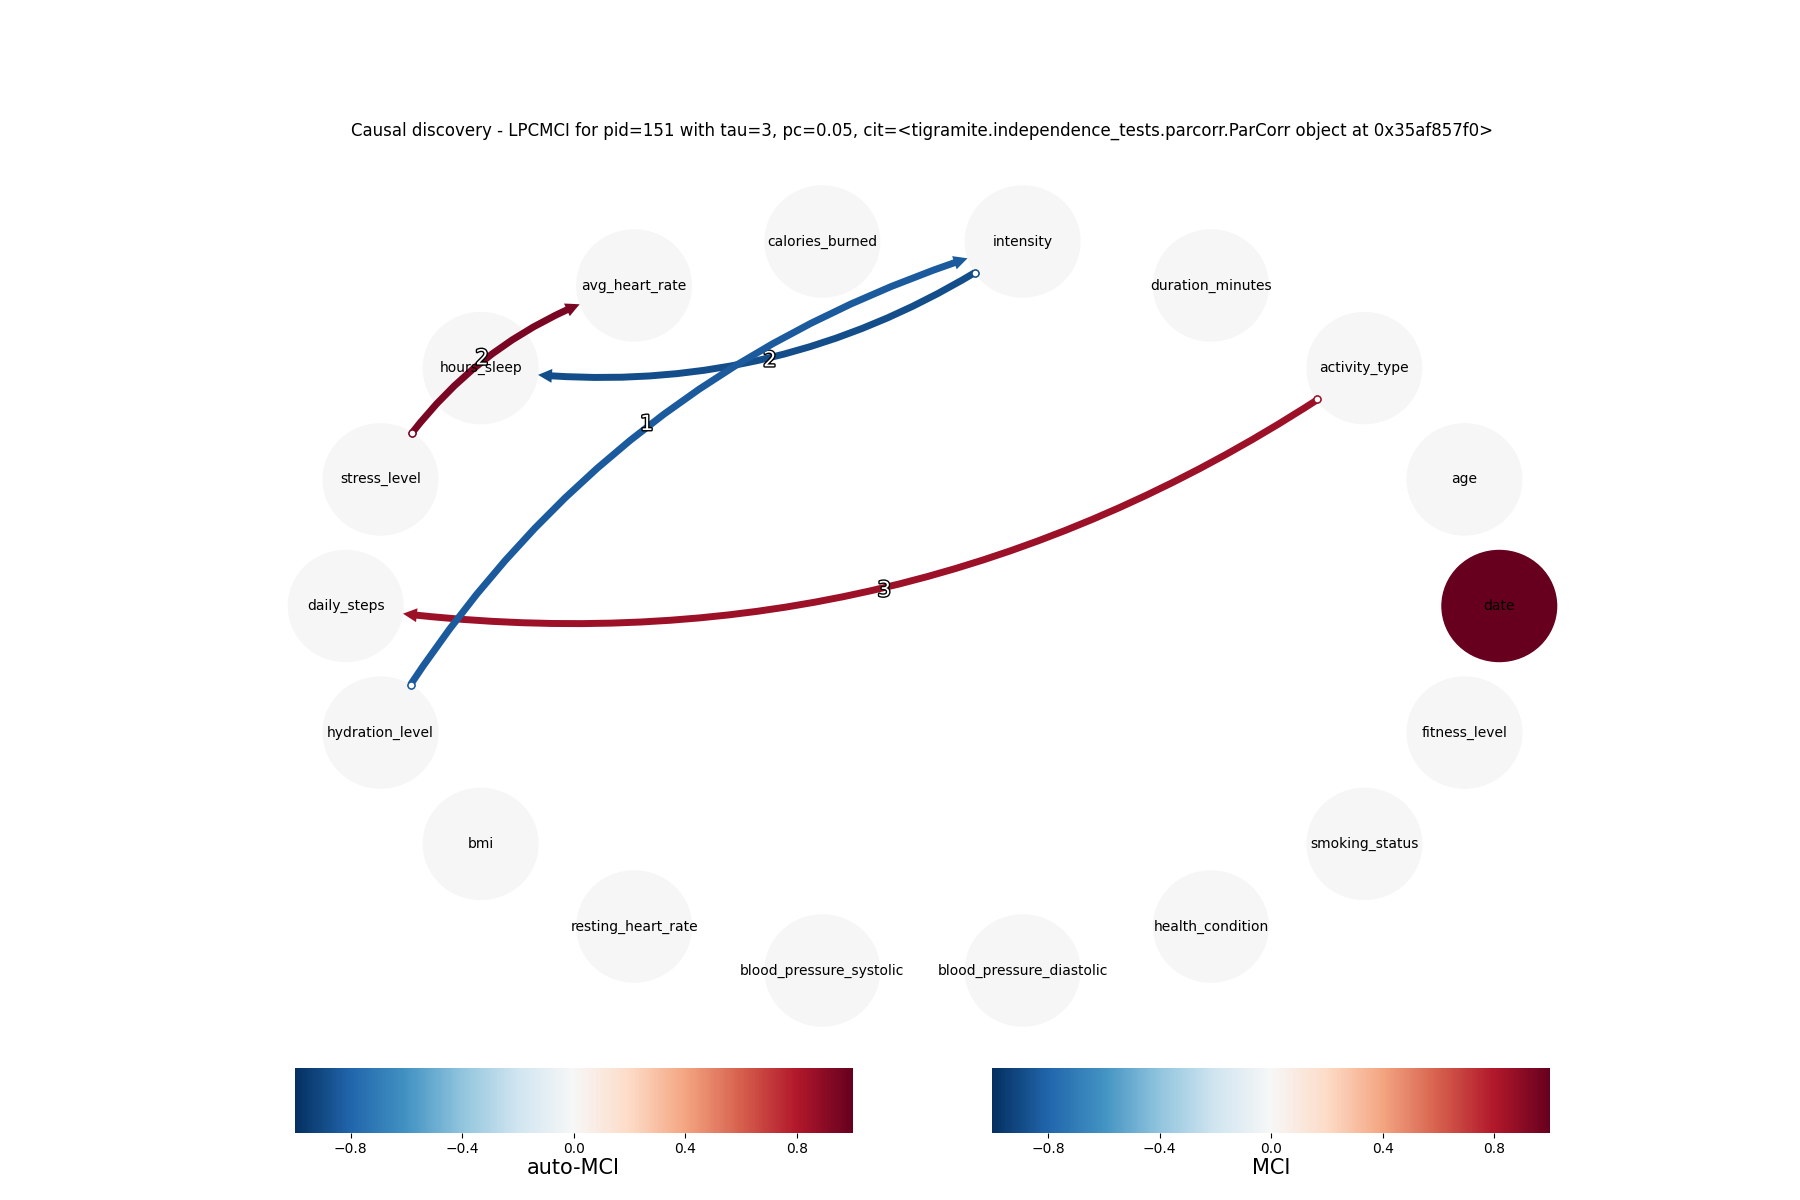 Causal discovery - LPCMCI for pid=151 with tau=3, pc=0.05, cit=<tigramite.independence_tests.parcorr.ParCorr object at 0x35af857f0>
calories_burned
intensity
avg_heart_rate
duration_minutes
2
hours_sleep
2
activity_type
1
stress_level
age
3
daily_steps
date
hydration_level
fitness_level
bmi
smoking_status
resting_heart_rate
health_condition
blood_pressure_systolic
blood_pressure_diastolic
−0.8 −0.4 0.0 0.4 0.8
auto-MCI
−0.8 −0.4 0.0 0.4 0.8
MCI